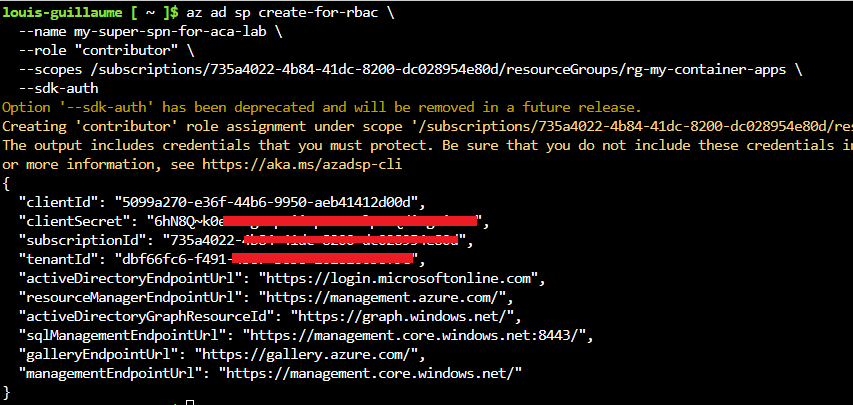 louis-guillaume [ ~ ]$ az ad sp create-for-rbac \
--name my-super-spn-for-aca-lab \
--role "contributor" \
--scopes /subscriptions/735a4022-4b84-41dc-8200-dc028954e80d/resourceGroups/rg-my-container-apps \
--sdk-auth
Option '--sdk-auth' has been deprecated and will be removed in a future release.
Creating 'contributor' role assignment under scope '/subscriptions/735a4022-4b84-41dc-8200-dc028954e80d/res
The output includes credentials that you must protect. Be sure that you do not include these credentials in
or more information, see https://aka.ms/azadsp-cli
{
"clientId": "5099a270-e36f-44b6-9950-aeb41412d00d",
"clientSecret": "6hN8Q~k0e",
"subscriptionId": "735a4022-",
"tenantId": "dbf66fc6-f491-",
"activeDirectoryEndpointUrl": "https://login.microsoftonline.com",
"resourceManagerEndpointUrl": "https://management.azure.com/",
"activeDirectoryGraphResourceId": "https://graph.windows.net/",
"sqlManagementEndpointUrl": "https://management.core.windows.net:8443/",
"galleryEndpointUrl": "https://gallery.azure.com/",
"managementEndpointUrl": "https://management.core.windows.net/"
}